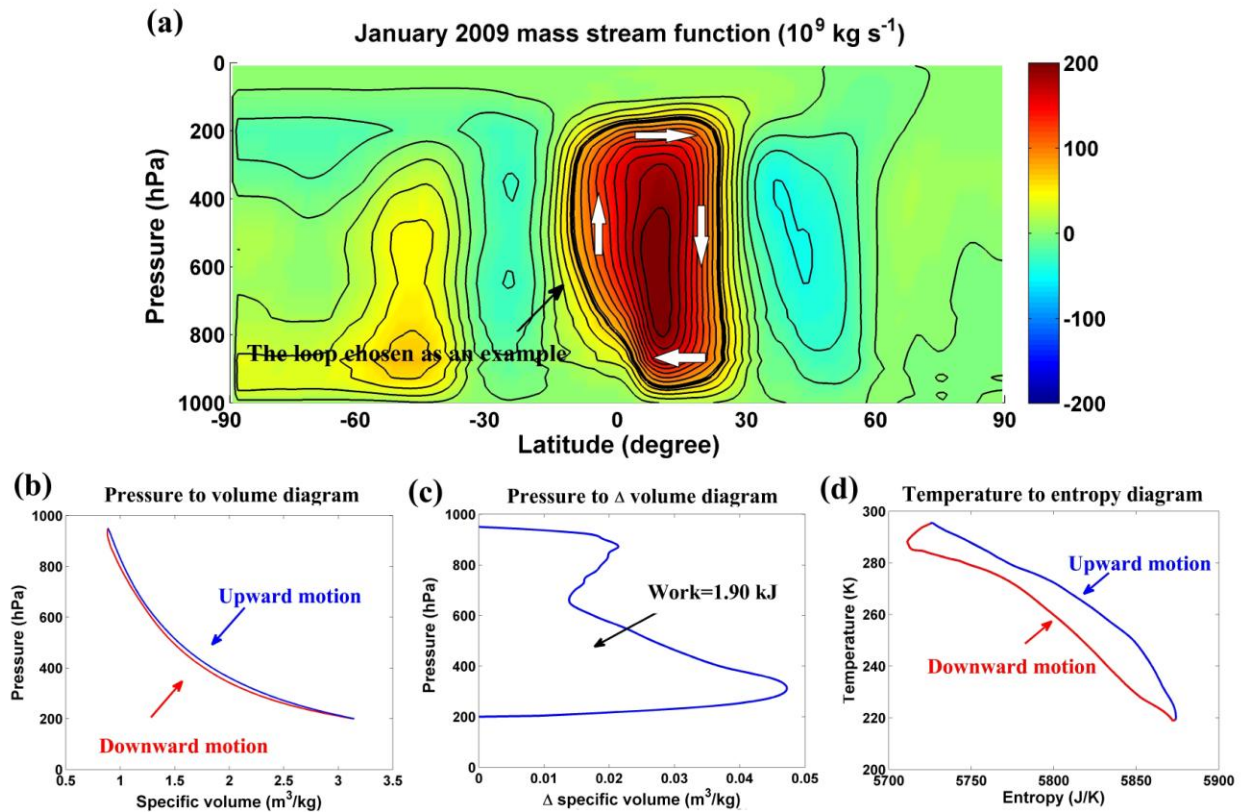 (a)
January 2009 mass stream function (10⁹ kg s⁻¹)
Pressure (hPa)
0
200
400
600
800
1000
The loop chosen as an example
-90
-60
-30
0
30
60
90
Latitude (degree)
200
100
0
-100
-200
(b)
Pressure to volume diagram
Pressure (hPa)
1000
800
600
400
200
0
Upward motion
Downward motion
0.5
1
1.5
2
2.5
3
3.5
Specific volume (m³/kg)
(c)
Pressure to Δ volume diagram
Pressure (hPa)
1000
800
600
400
200
0
Work=1.90 kJ
0
0.01
0.02
0.03
0.04
0.05
Δ specific volume (m³/kg)
(d)
Temperature to entropy diagram
Temperature (K)
300
280
260
240
220
Upward motion
Downward motion
5700
5750
5800
5850
5900
Entropy (J/K)